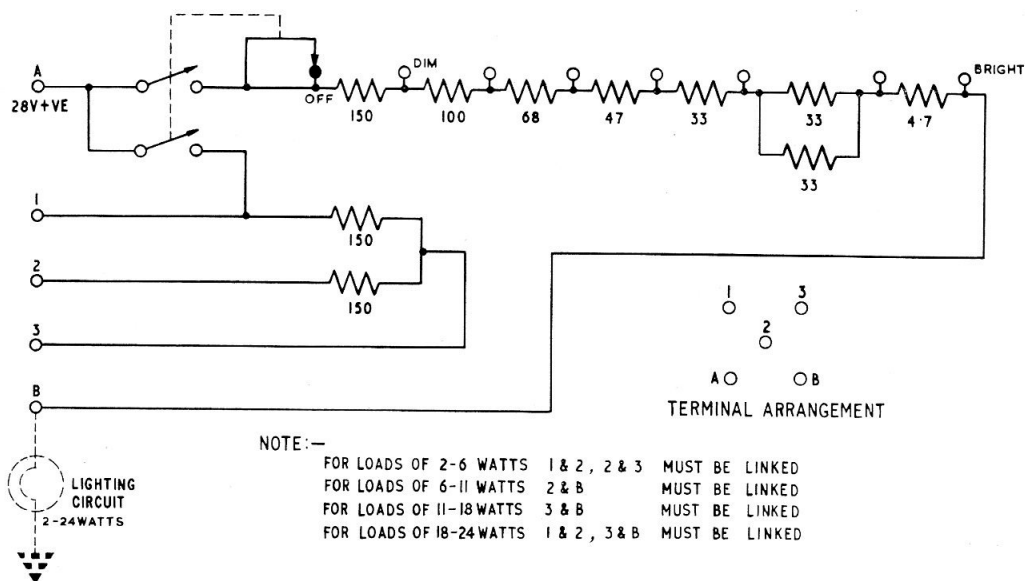 A
28V+VE
OFF
DIM
BRIGHT
150
100
68
47
33
33
4·7
33
1
150
2
150
3
B
1
3
2
A
B
TERMINAL ARRANGEMENT
LIGHTING
CIRCUIT
2-24WATTS
NOTE:—
FOR LOADS OF 2-6 WATTS 1 & 2, 2 & 3 MUST BE LINKED
FOR LOADS OF 6-11 WATTS 2 & B MUST BE LINKED
FOR LOADS OF 11-18 WATTS 3 & B MUST BE LINKED
FOR LOADS OF 18-24 WATTS 1 & 2, 3 & B MUST BE LINKED